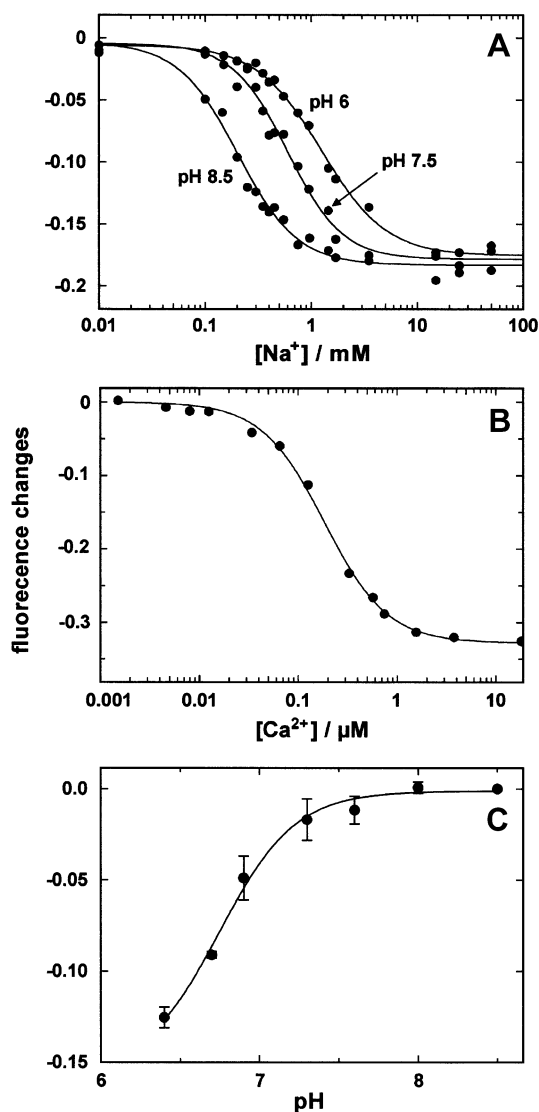 A
0
-0.05
-0.10
-0.15
-0.2
pH 6
pH 7.5
pH 8.5
0.01 0.1 1 10 100
[Na⁺] / mM
B
0
-0.1
-0.2
-0.3
0.001 0.01 0.1 1 10
[Ca²⁺] / µM
fluorecence changes
C
0.0
-0.05
-0.10
-0.15
6 7 8
pH